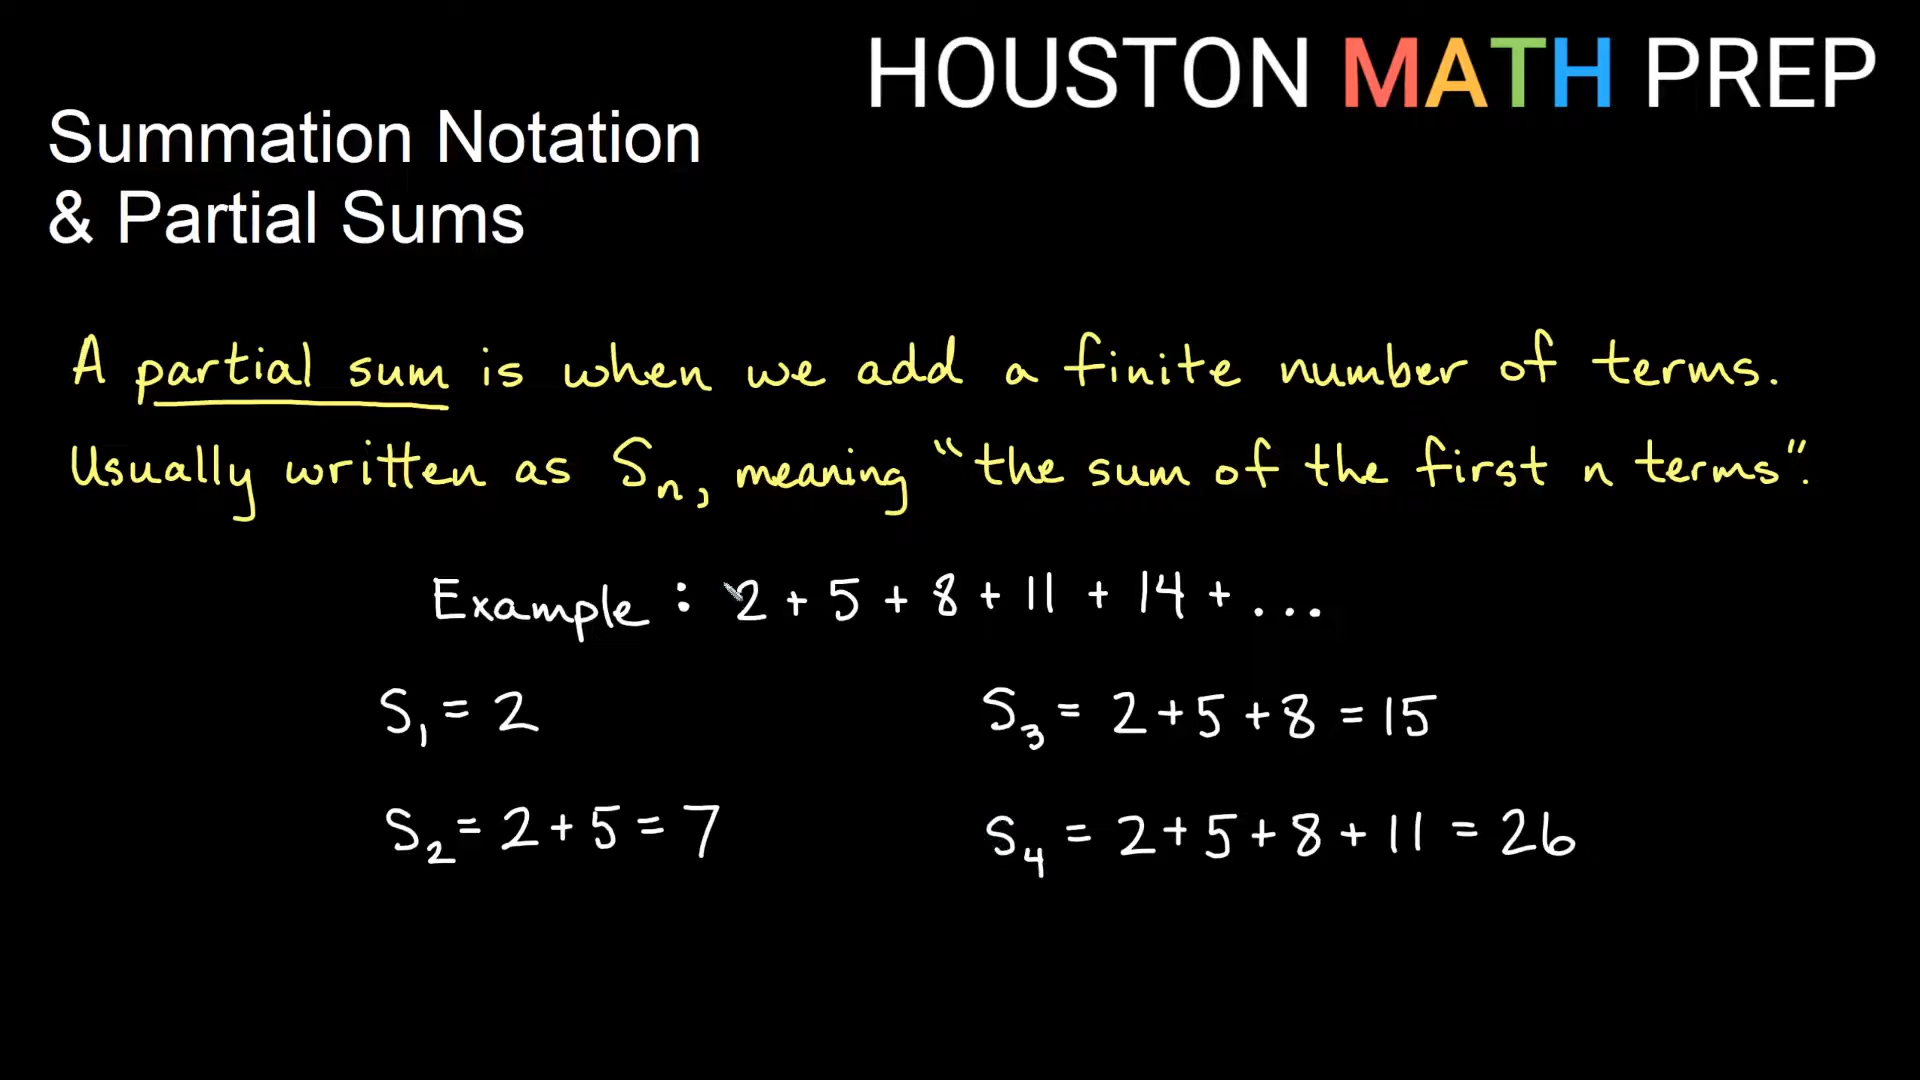 HOUSTON MATH PREP
Summation Notation
& Partial Sums
A partial sum is when we add a finite number of terms.
Usually written as Sₙ, meaning "the sum of the first n terms".
Example : 2 + 5 + 8 + 11 + 14 + ...
S₁ = 2
S₃ = 2 + 5 + 8 = 15
S₂ = 2 + 5 = 7
S₄ = 2 + 5 + 8 + 11 = 26